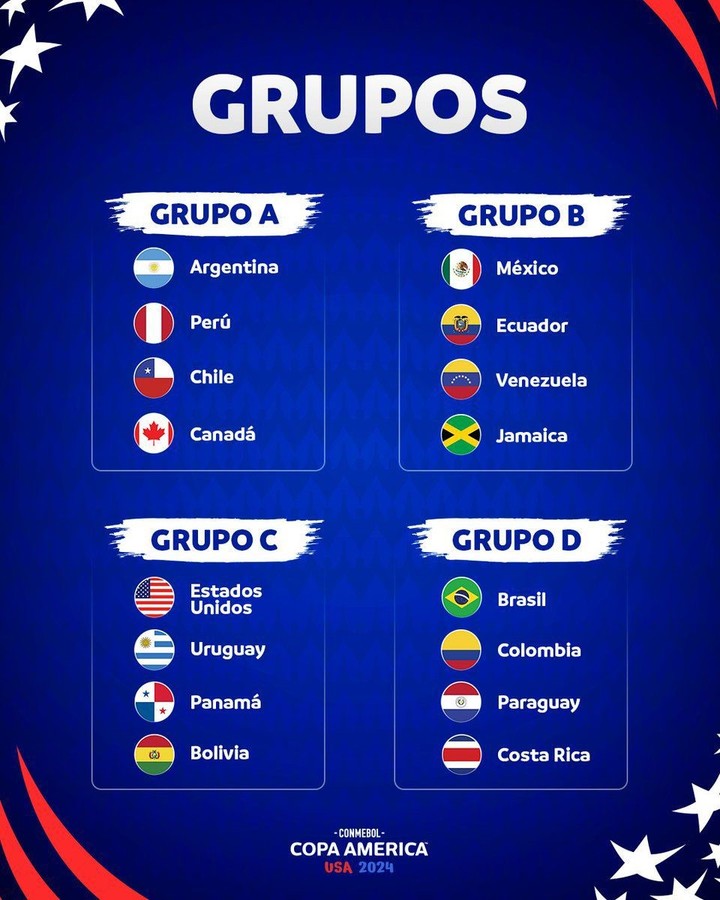 GRUPOS
GRUPO A
Argentina
Perú
Chile
Canadá
GRUPO B
México
Ecuador
Venezuela
Jamaica
GRUPO C
Estados
Unidos
Uruguay
Panamá
Bolivia
GRUPO D
Brasil
Colombia
Paraguay
Costa Rica
- CONMEBOL -
COPA AMERICA
USA 2024